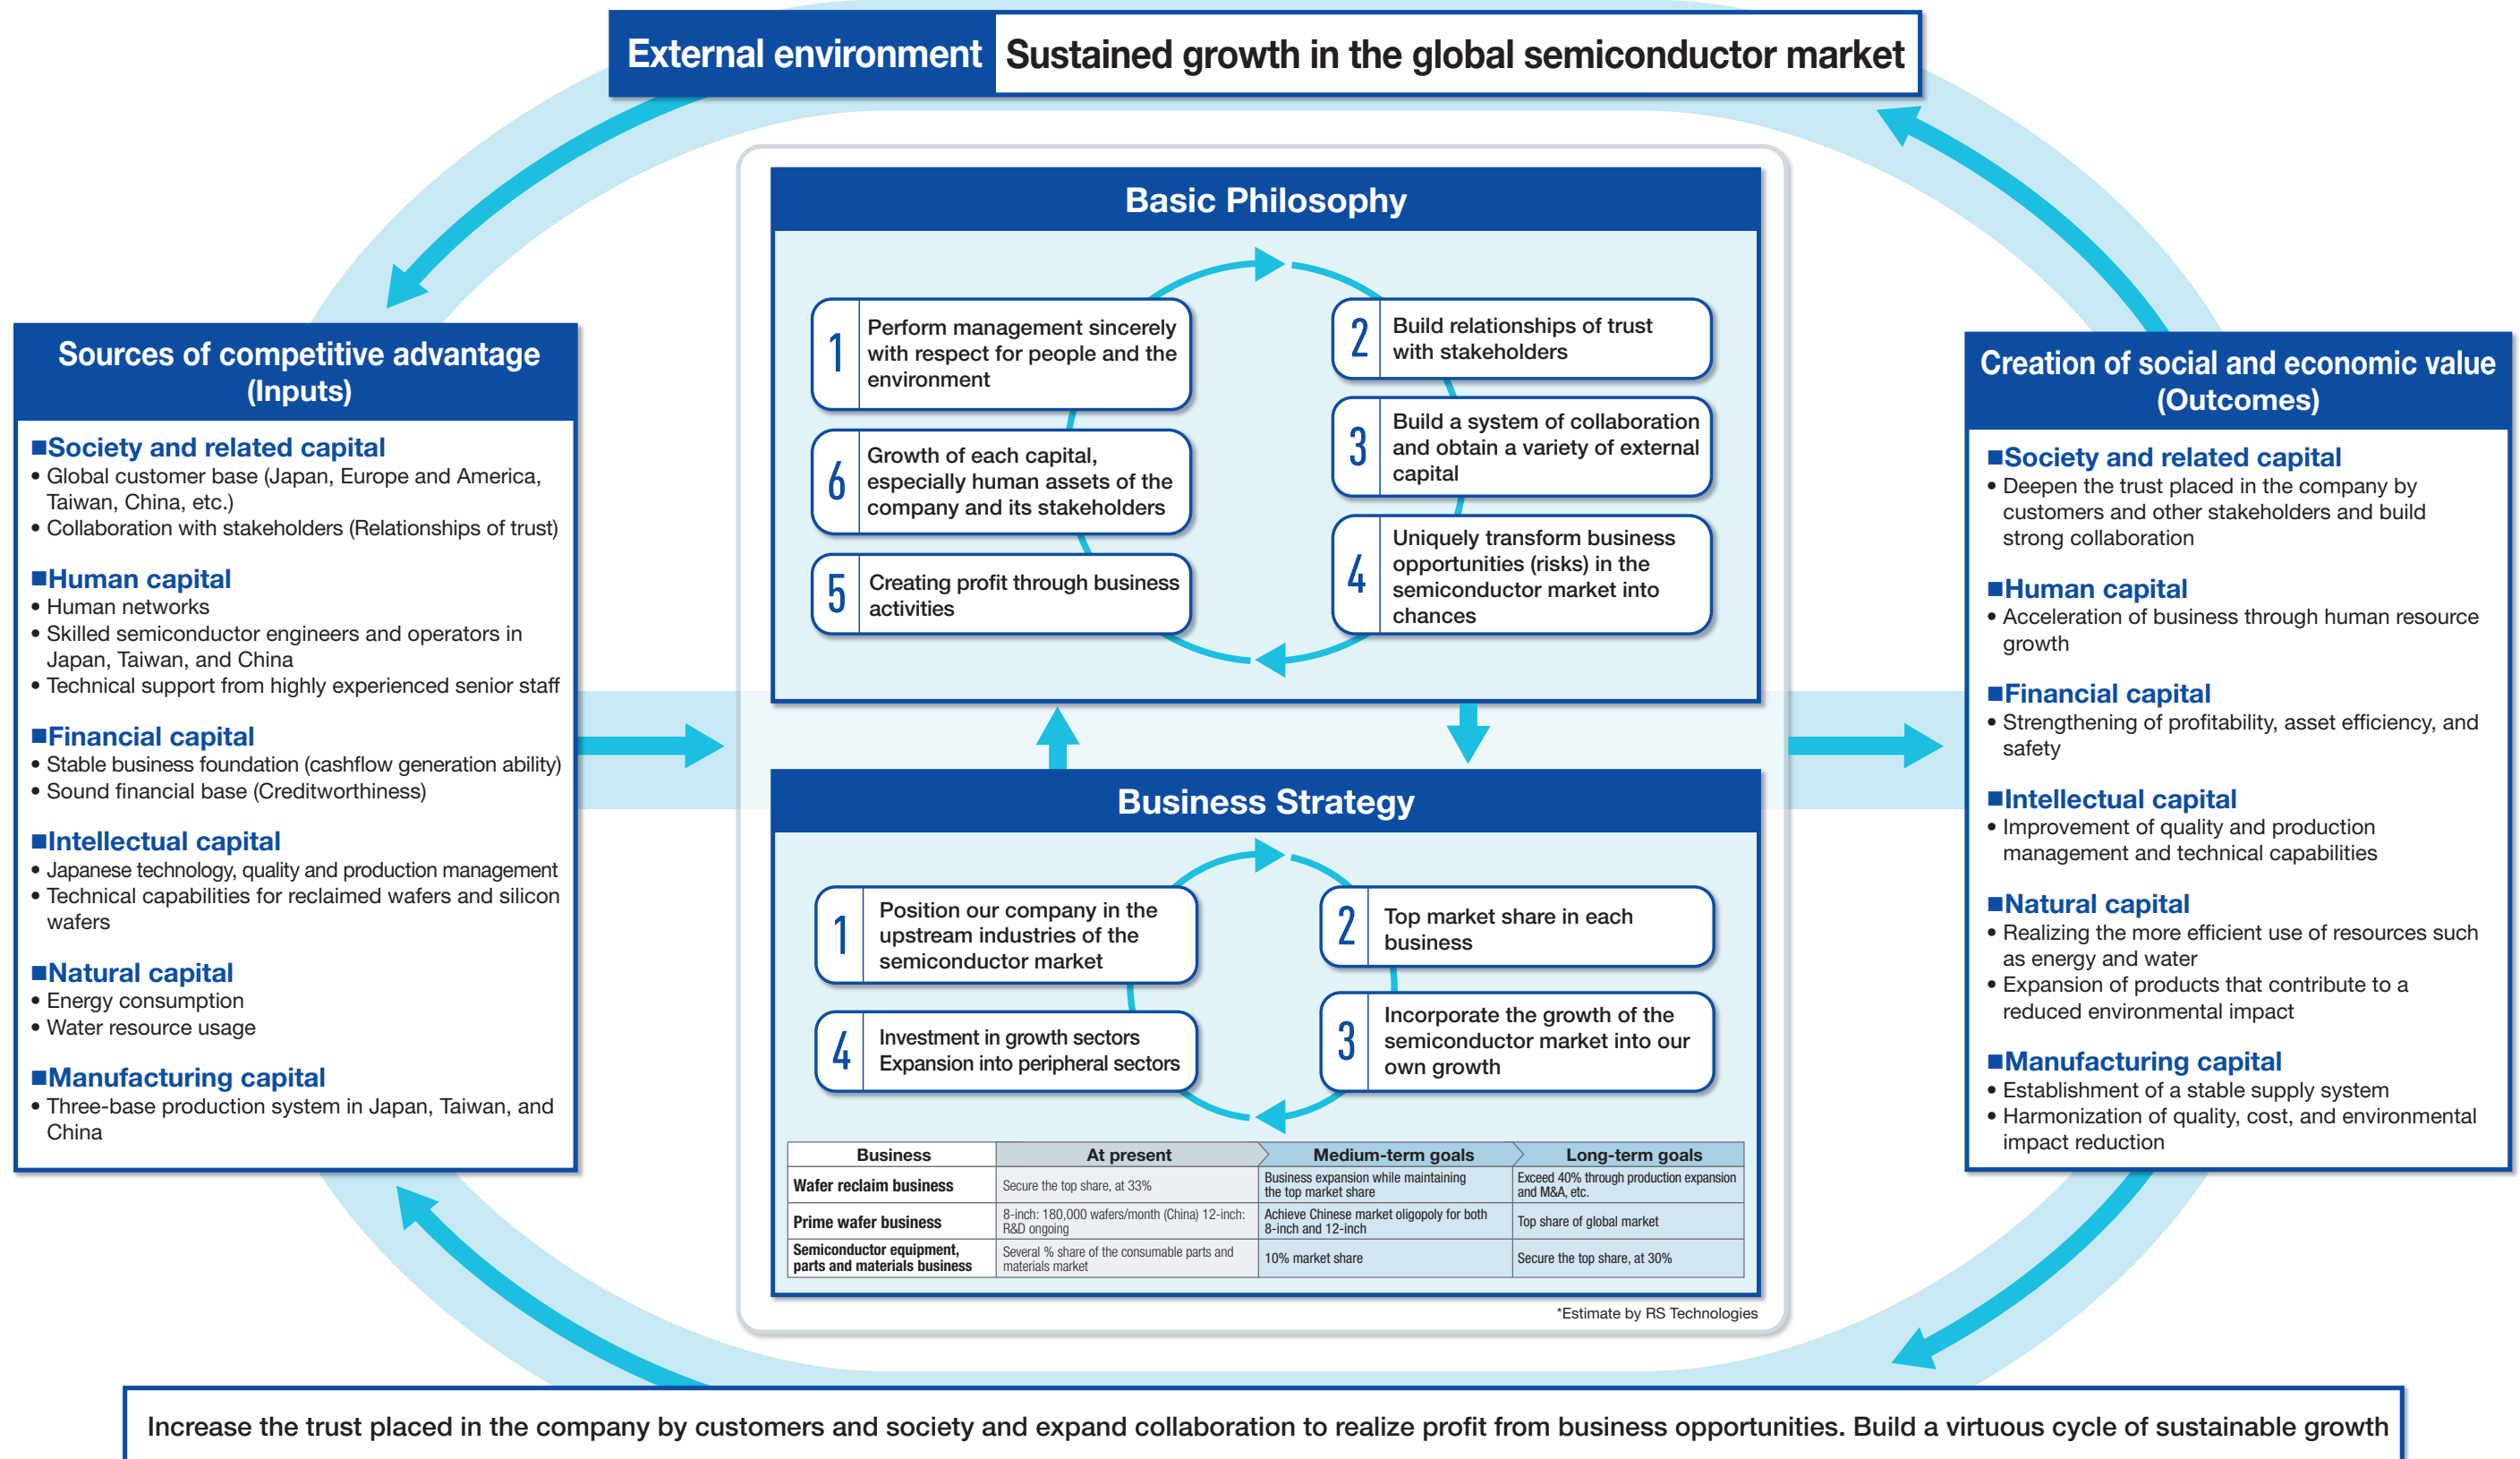 External environment Sustained growth in the global semiconductor market
Sources of competitive advantage
(Inputs)
■Society and related capital
• Global customer base (Japan, Europe and America,
Taiwan, China, etc.)
• Collaboration with stakeholders (Relationships of trust)
■Human capital
• Human networks
• Skilled semiconductor engineers and operators in
Japan, Taiwan, and China
• Technical support from highly experienced senior staff
■Financial capital
• Stable business foundation (cashflow generation ability)
• Sound financial base (Creditworthiness)
■Intellectual capital
• Japanese technology, quality and production management
• Technical capabilities for reclaimed wafers and silicon
wafers
■Natural capital
• Energy consumption
• Water resource usage
■Manufacturing capital
• Three-base production system in Japan, Taiwan, and
China
Basic Philosophy
1
Perform management sincerely
with respect for people and the
environment
2
Build relationships of trust
with stakeholders
3
Build a system of collaboration
and obtain a variety of external
capital
4
Uniquely transform business
opportunities (risks) in the
semiconductor market into
chances
5
Creating profit through business
activities
6
Growth of each capital,
especially human assets of the
company and its stakeholders
Business Strategy
1
Position our company in the
upstream industries of the
semiconductor market
2
Top market share in each
business
3
Incorporate the growth of the
semiconductor market into our
own growth
4
Investment in growth sectors
Expansion into peripheral sectors
Business At present Medium-term goals Long-term goals
Wafer reclaim business
Secure the top share, at 33%
Business expansion while maintaining
the top market share
Exceed 40% through production expansion
and M&A, etc.
Prime wafer business
8-inch: 180,000 wafers/month (China) 12-inch:
R&D ongoing
Achieve Chinese market oligopoly for both
8-inch and 12-inch
Top share of global market
Semiconductor equipment,
parts and materials business
Several % share of the consumable parts and
materials market
10% market share
Secure the top share, at 30%
*Estimate by RS Technologies
Creation of social and economic value
(Outcomes)
■Society and related capital
• Deepen the trust placed in the company by
customers and other stakeholders and build
strong collaboration
■Human capital
• Acceleration of business through human resource
growth
■Financial capital
• Strengthening of profitability, asset efficiency, and
safety
■Intellectual capital
• Improvement of quality and production
management and technical capabilities
■Natural capital
• Realizing the more efficient use of resources such
as energy and water
• Expansion of products that contribute to a
reduced environmental impact
■Manufacturing capital
• Establishment of a stable supply system
• Harmonization of quality, cost, and environmental
impact reduction
Increase the trust placed in the company by customers and society and expand collaboration to realize profit from business opportunities. Build a virtuous cycle of sustainable growth